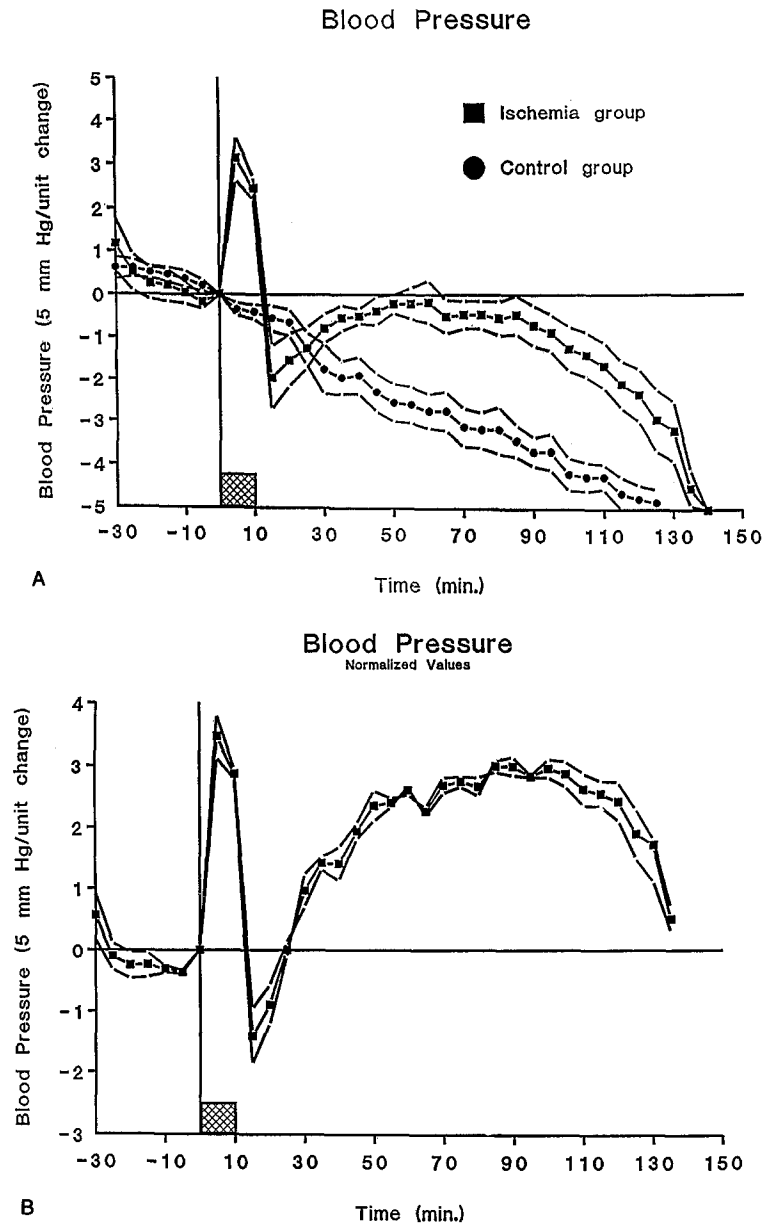 Blood Pressure
Blood Pressure (5 mm Hg/unit change)
5
4
3
2
1
0
-1
-2
-3
-4
-5
Ischemia group
Control group
-30 -10 10 30 50 70 90 110 130 150
Time (min.)
A
Blood Pressure
Normalized Values
Blood Pressure (5 mm Hg/unit change)
4
3
2
1
0
-1
-2
-3
-30 -10 10 30 50 70 90 110 130 150
Time (min.)
B